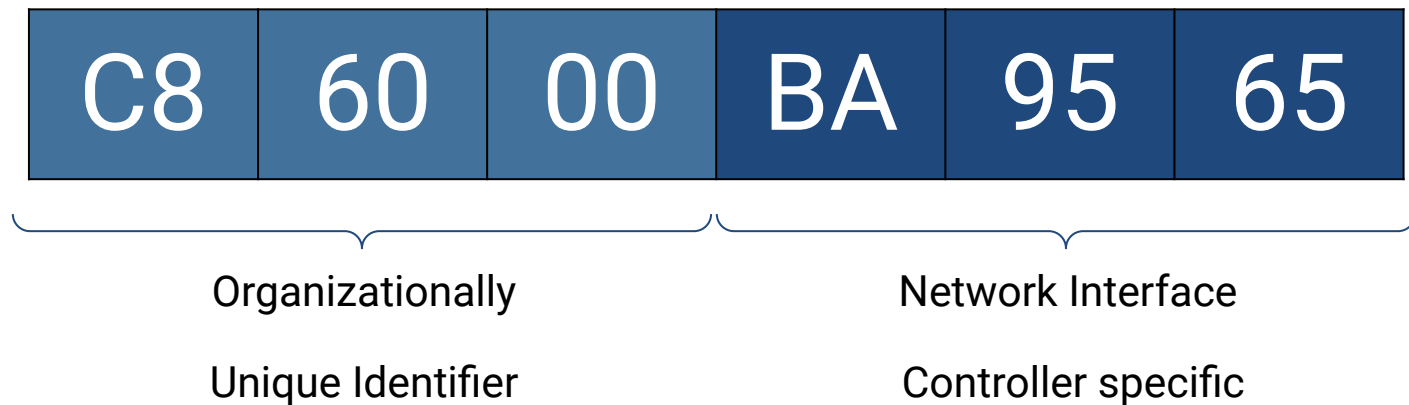 C8 60 00 BA 95 65
Organizationally
Unique Identifier
Network Interface
Controller specific